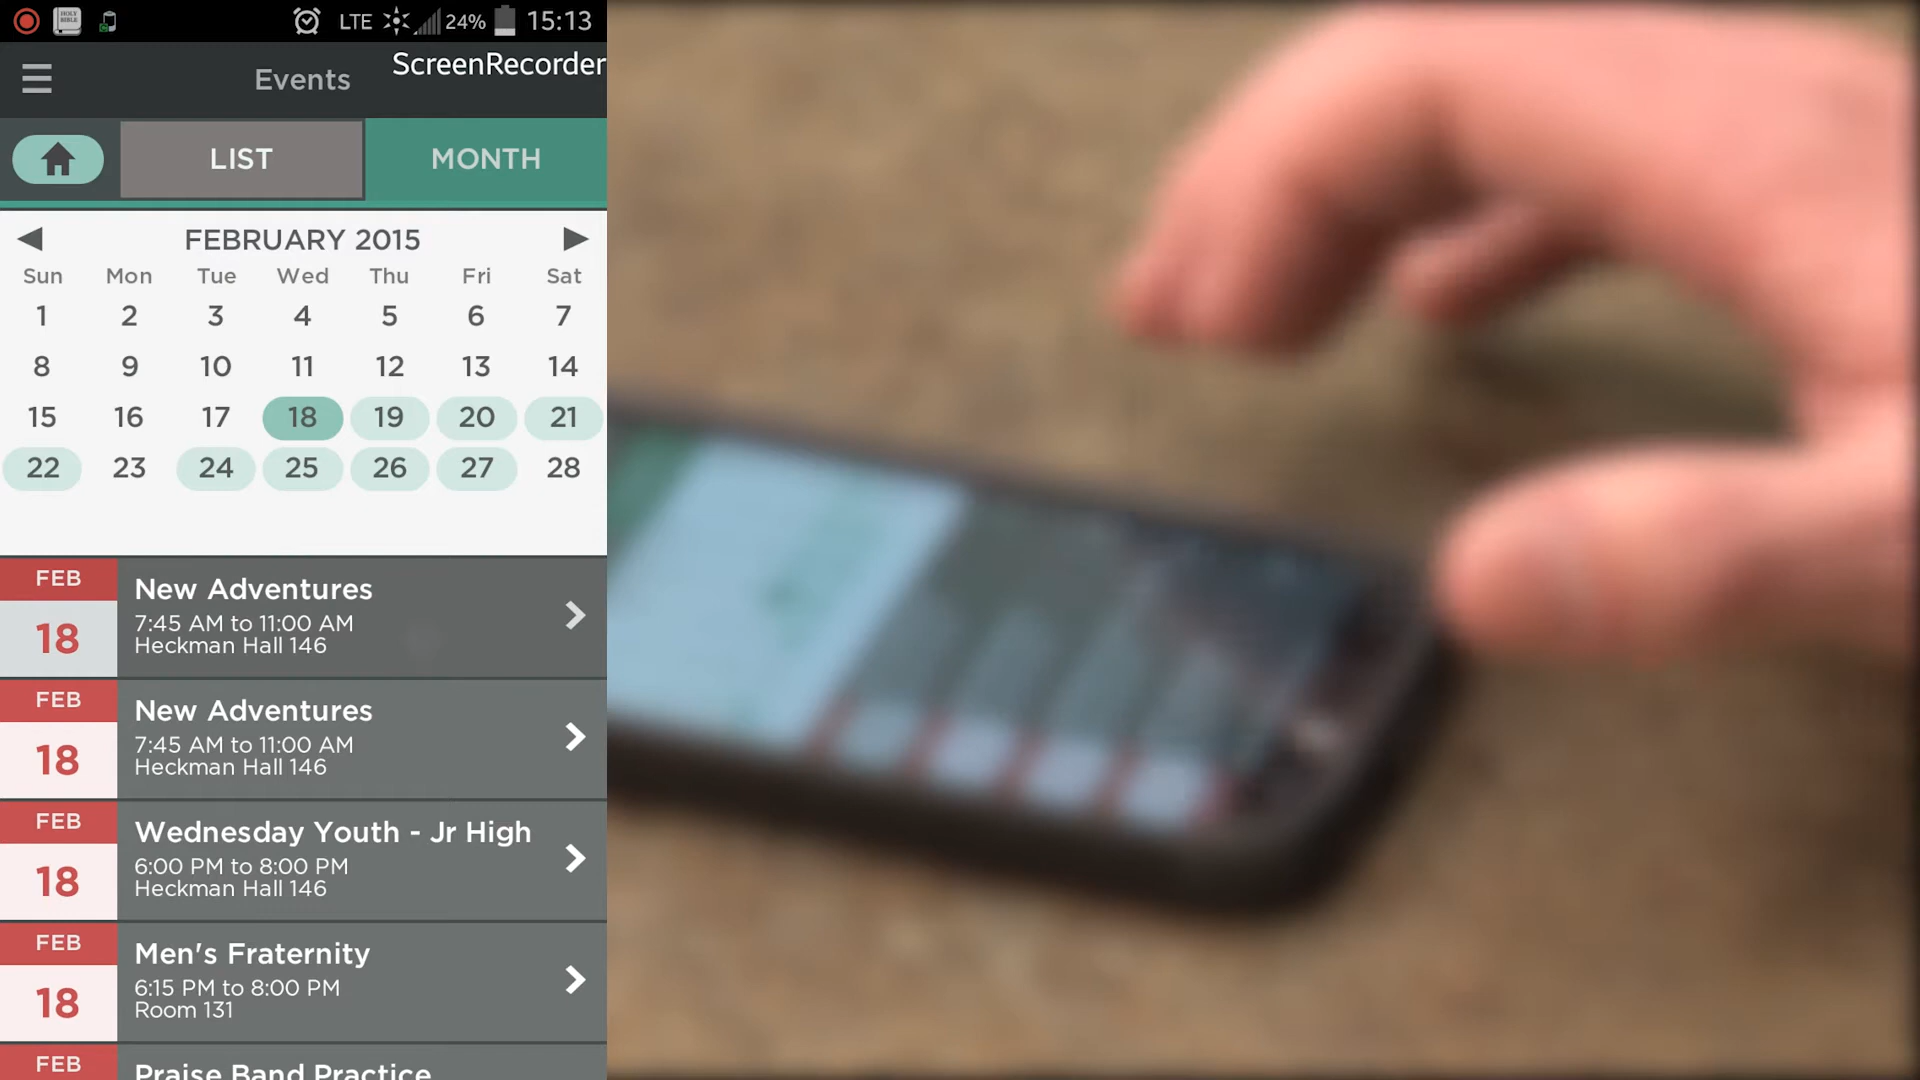 HOLY BIBLE
LTE 24% 15:13
ScreenRecorder
Events
LIST MONTH
FEBRUARY 2015
Sun Mon Tue Wed Thu Fri Sat
1 2 3 4 5 6 7
8 9 10 11 12 13 14
15 16 17 18 19 20 21
22 23 24 25 26 27 28
FEB
18
New Adventures
7:45 AM to 11:00 AM
Heckman Hall 146
FEB
18
New Adventures
7:45 AM to 11:00 AM
Heckman Hall 146
FEB
18
Wednesday Youth - Jr High
6:00 PM to 8:00 PM
Heckman Hall 146
FEB
18
Men's Fraternity
6:15 PM to 8:00 PM
Room 131
FEB
Praise Band Practice